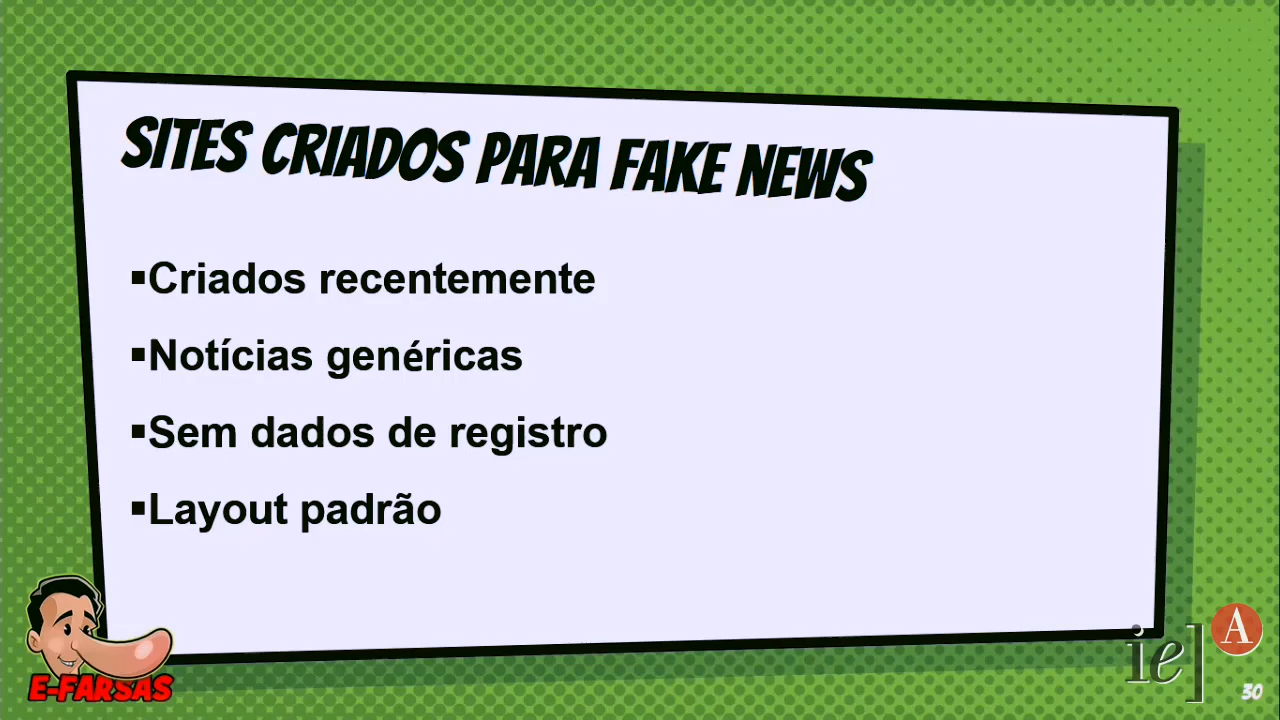 SITES CRIADOS PARA FAKE NEWS
▪Criados recentemente
▪Notícias genéricas
▪Sem dados de registro
▪Layout padrão
E-FARSAS
ie]
A
30